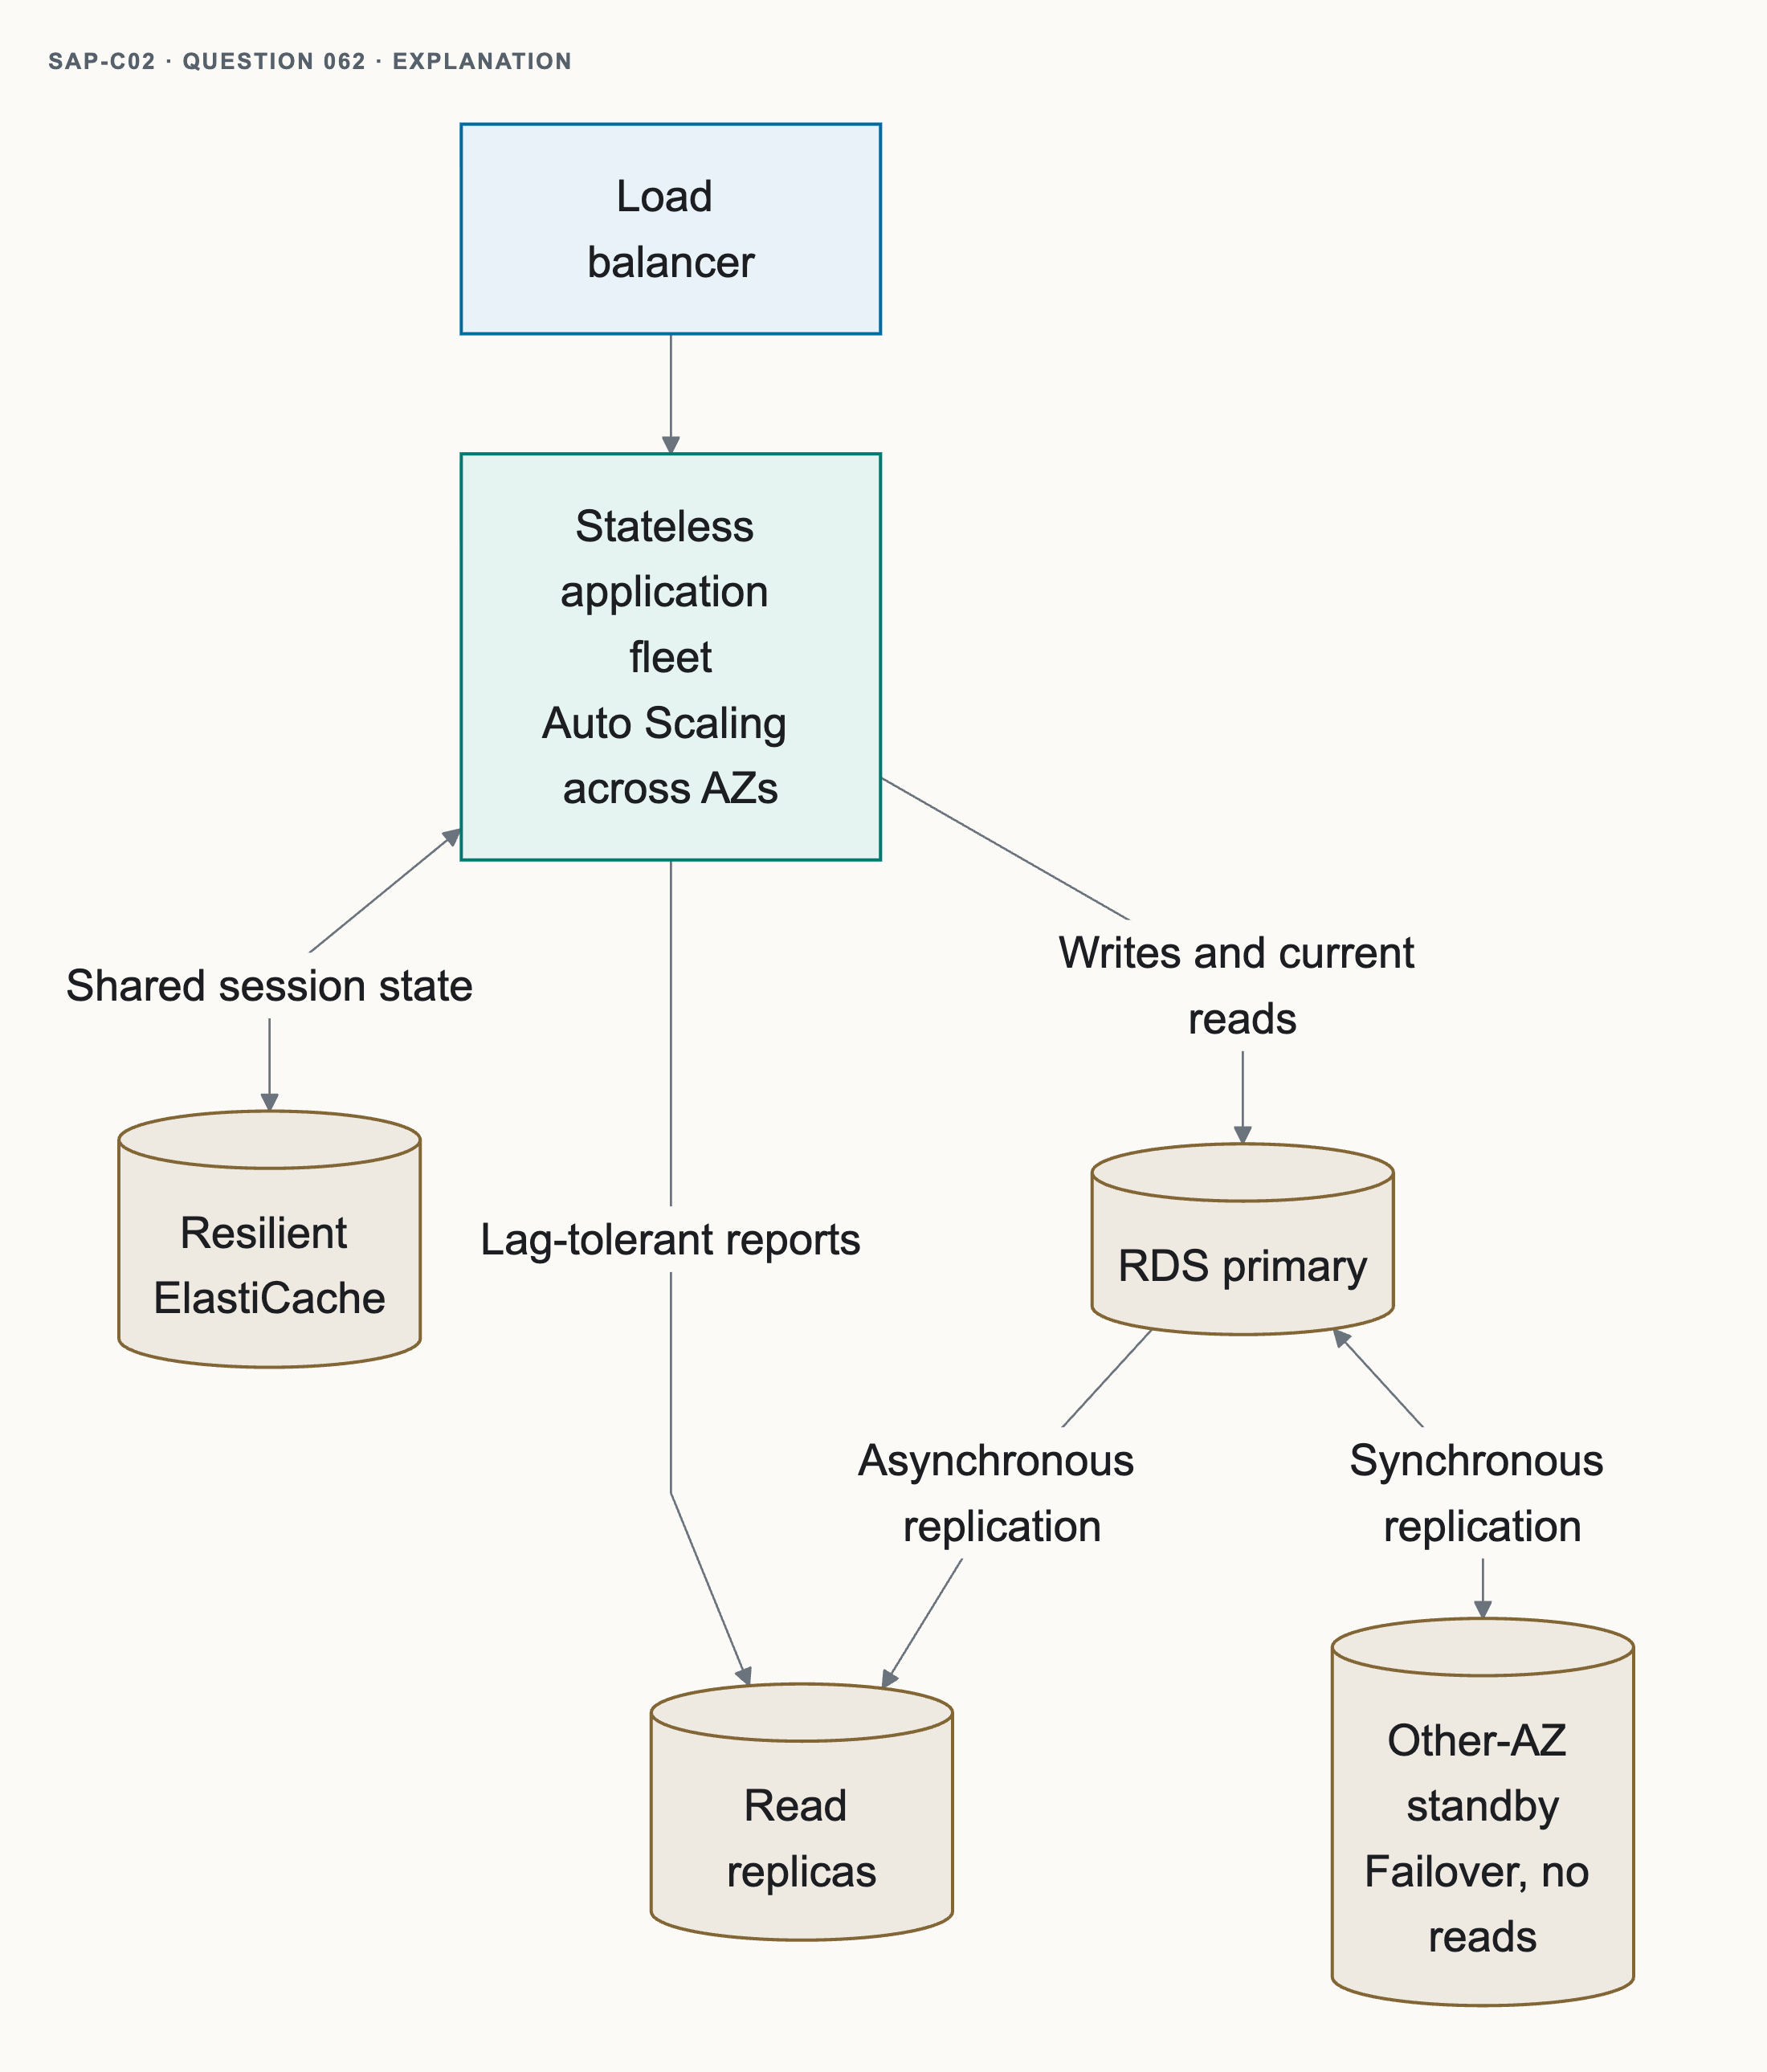 SAP-C02 · QUESTION 062 · EXPLANATION
Load
balancer
Stateless
application
fleet
Auto Scaling
across AZs
Shared session state
Writes and current
reads
Resilient
ElastiCache
Lag-tolerant reports
RDS primary
Asynchronous
replication
Synchronous
replication
Read
replicas
Other-AZ
standby
Failover, no
reads